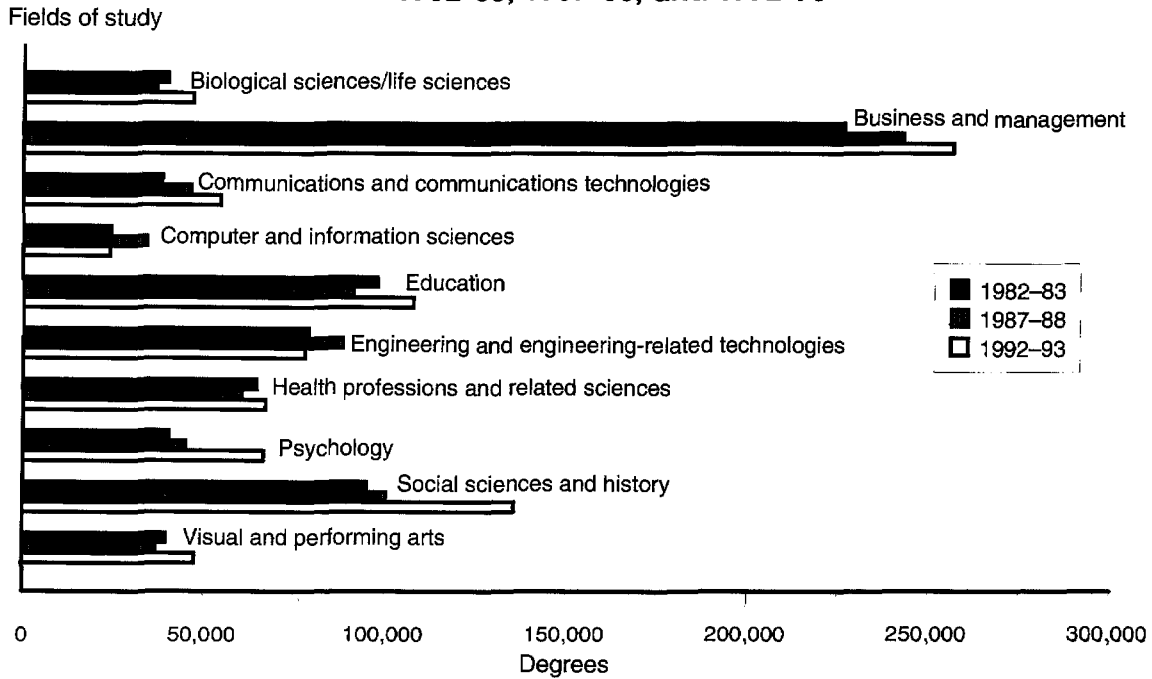 Fields of study
Biological sciences/life sciences
Business and management
Communications and communications technologies
Computer and information sciences
Education
1982–83
1987–88
1992–93
Engineering and engineering-related technologies
Health professions and related sciences
Psychology
Social sciences and history
Visual and performing arts
0 50,000 100,000 150,000 200,000 250,000 300,000
Degrees